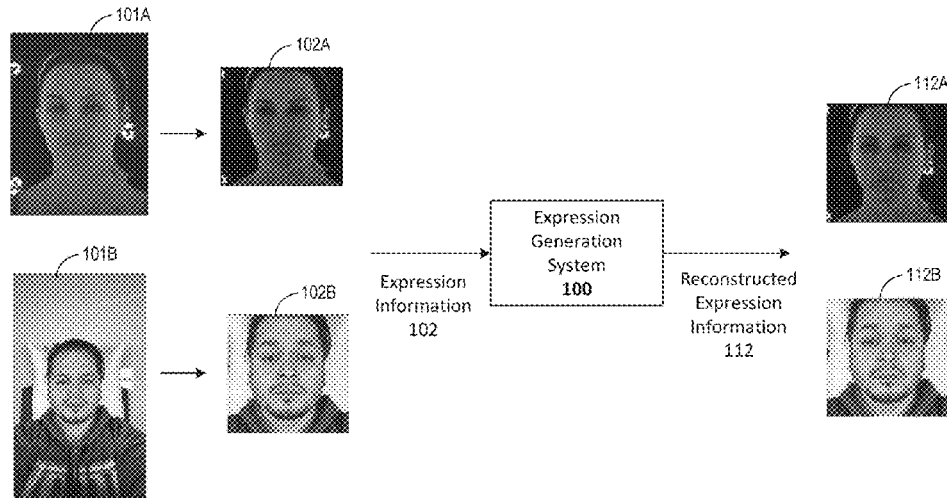 101A
102A
112A
Expression
Generation
System
100
101B
102B
Expression
Information
102
Reconstructed
Expression
Information
112
112B